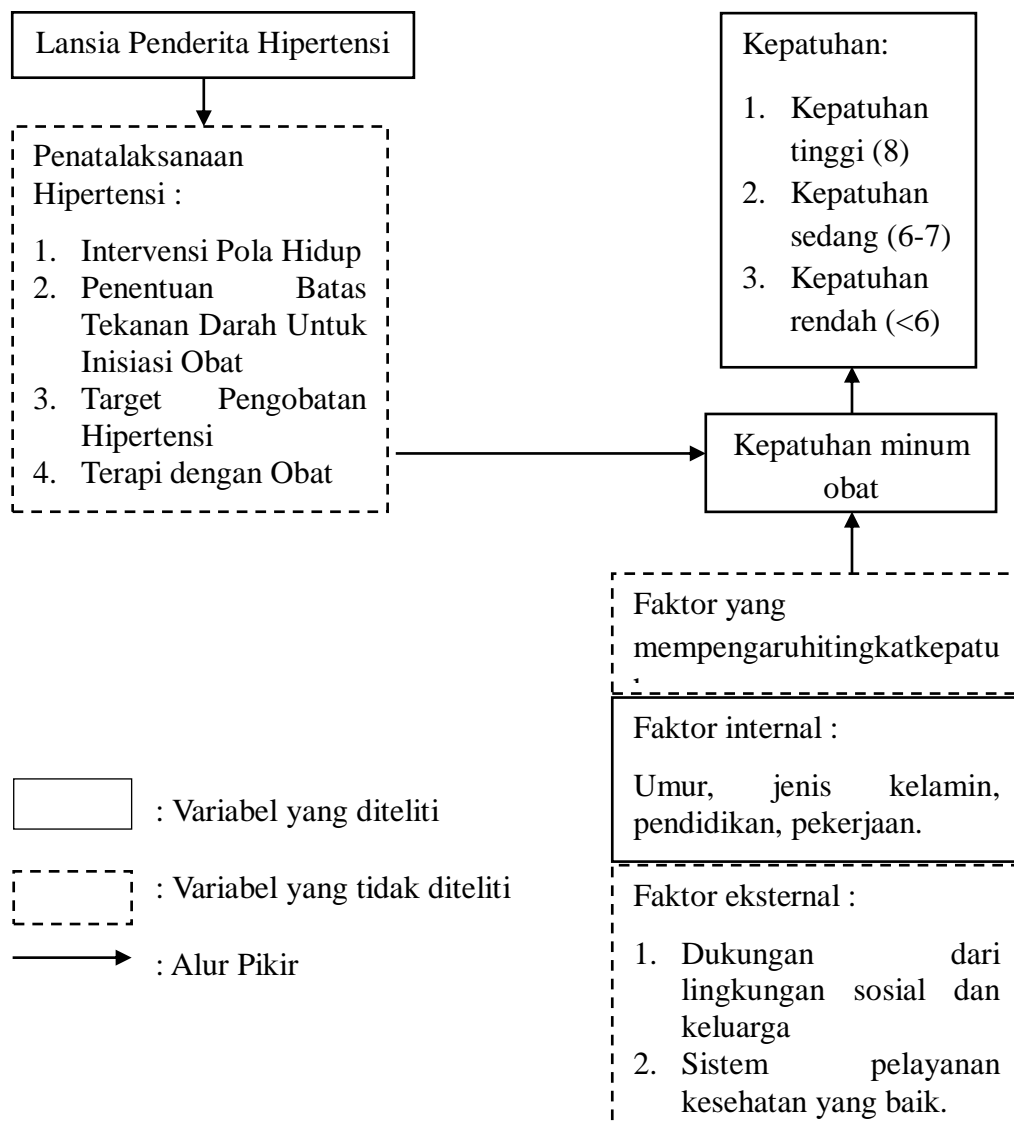 Lansia Penderita Hipertensi
Penatalaksanaan
Hipertensi :
1. Intervensi Pola Hidup
2. Penentuan Batas
Tekanan Darah Untuk
Inisiasi Obat
3. Target Pengobatan
Hipertensi
4. Terapi dengan Obat
Kepatuhan:
1. Kepatuhan
tinggi (8)
2. Kepatuhan
sedang (6-7)
3. Kepatuhan
rendah (<6)
Kepatuhan minum
obat
Faktor yang
mempengaruhitingkatkepatu
Faktor internal :
Umur, jenis kelamin,
pendidikan, pekerjaan.
Faktor eksternal :
1. Dukungan dari
lingkungan sosial dan
keluarga
2. Sistem pelayanan
kesehatan yang baik.
: Variabel yang diteliti
: Variabel yang tidak diteliti
: Alur Pikir